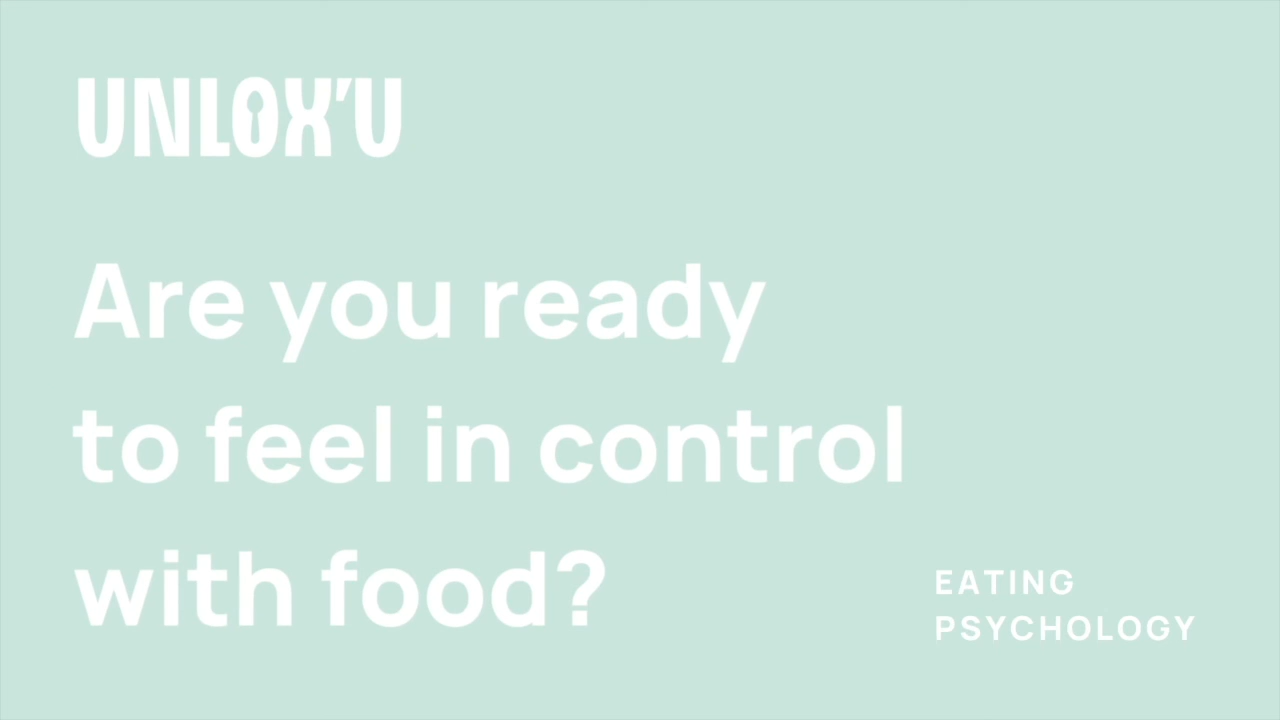 UNLOX'U
Are you ready
to feel in control
with food?
EATING
PSYCHOLOGY